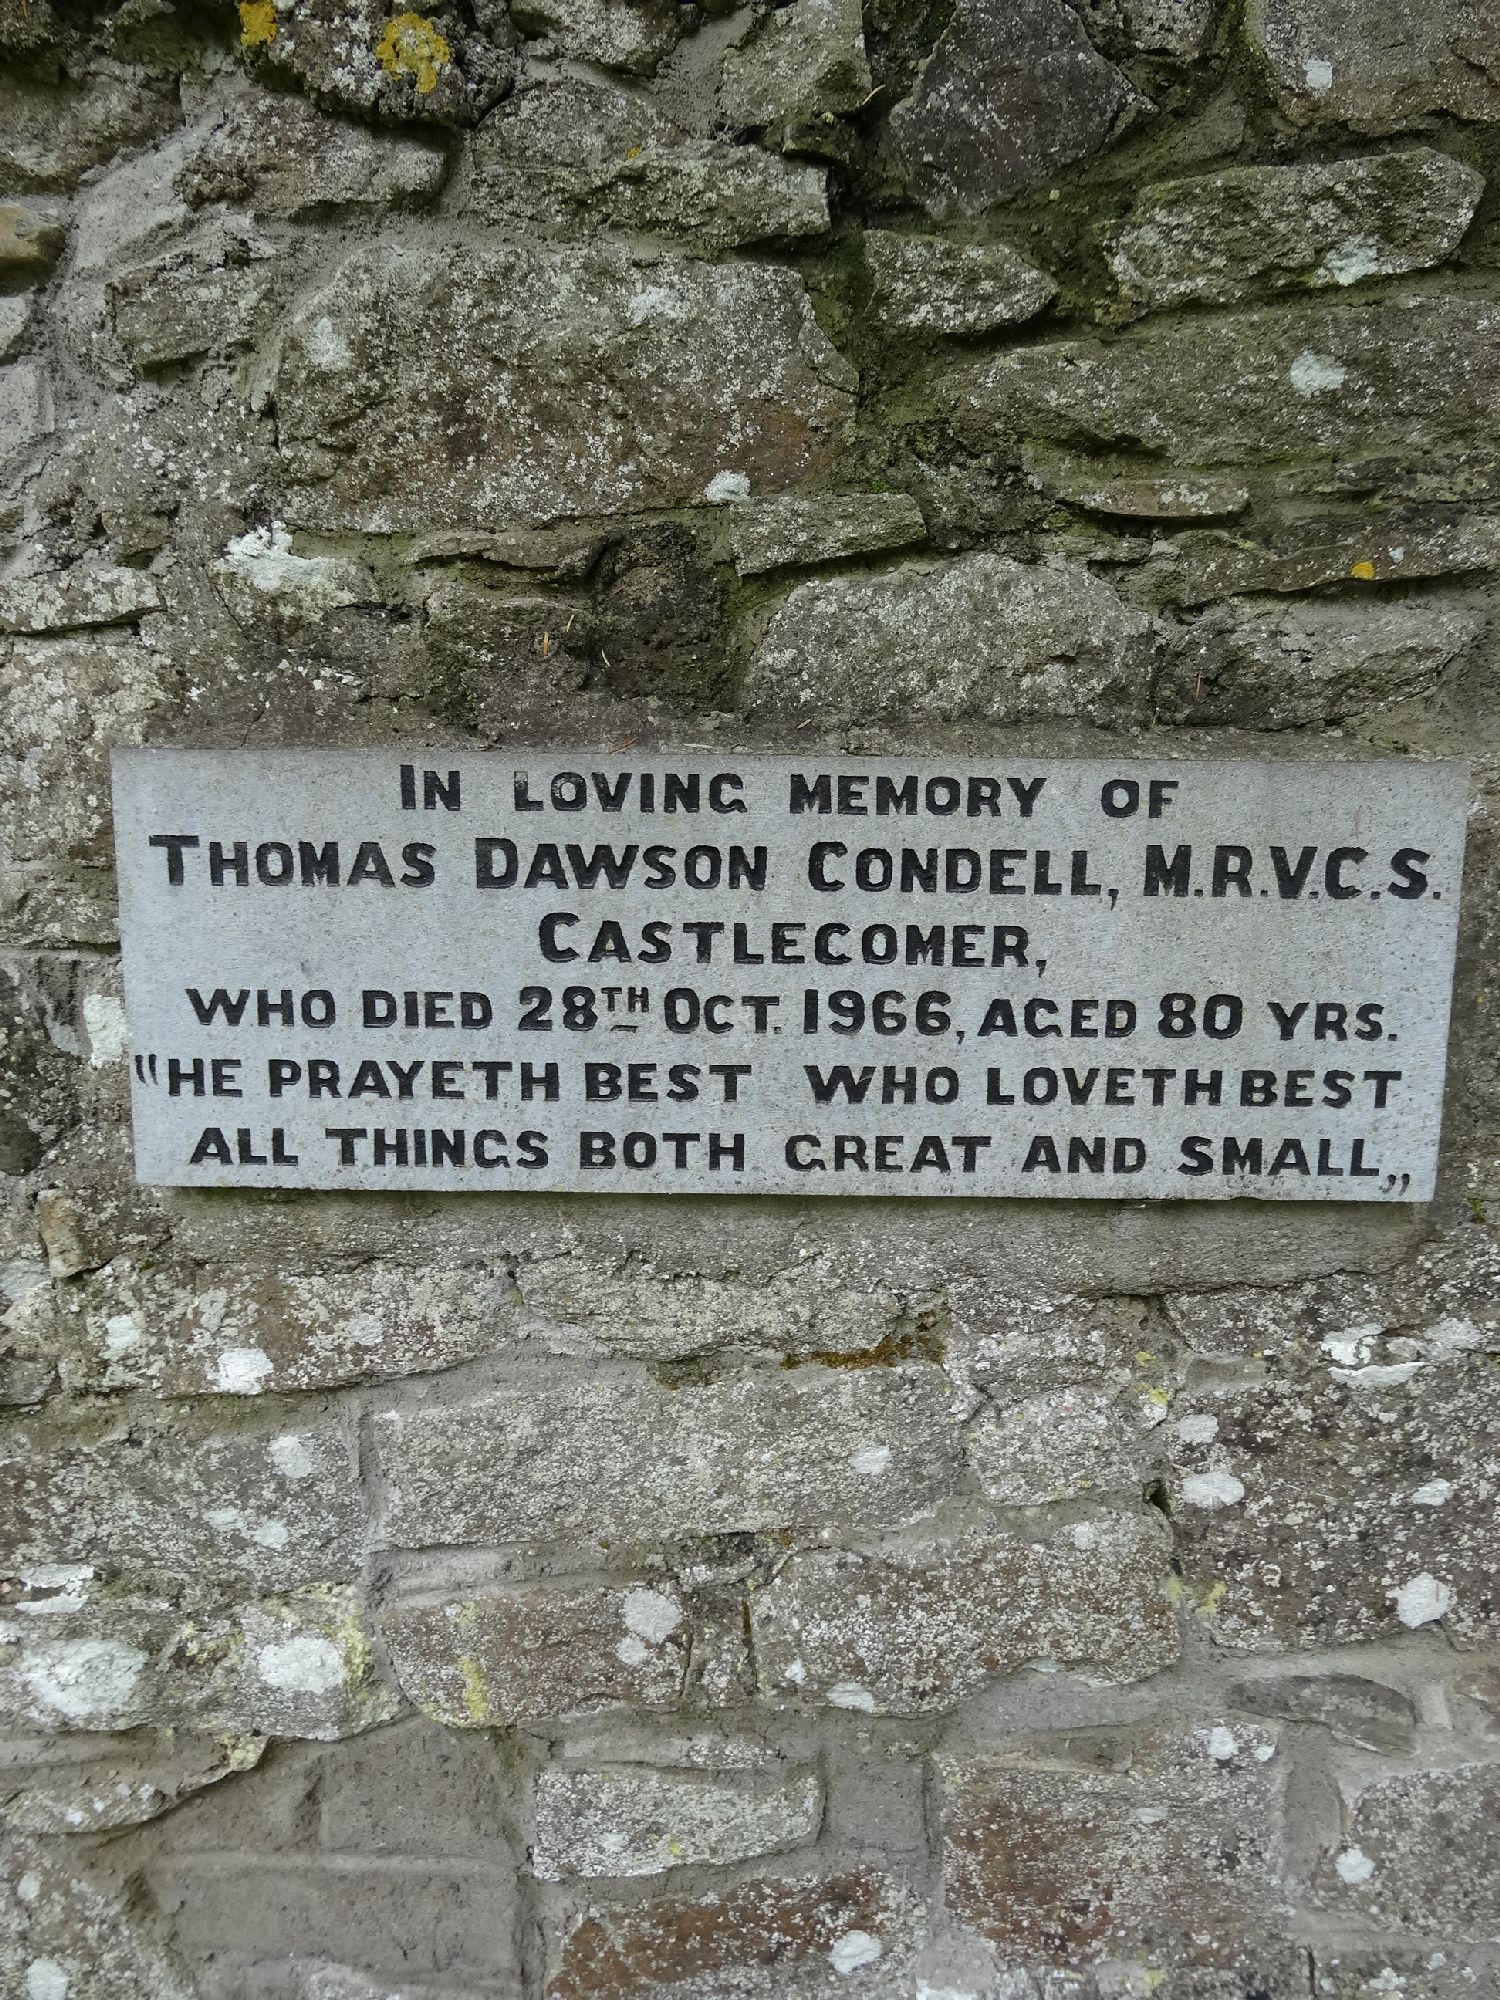 IN LOVING MEMORY OF
THOMAS DAWSON CONDELL, M.R.V.C.S.
CASTLECOMER,
WHO DIED 28TH OCT. 1966, AGED 80 YRS.
"HE PRAYETH BEST WHO LOVETH BEST
ALL THINGS BOTH GREAT AND SMALL„